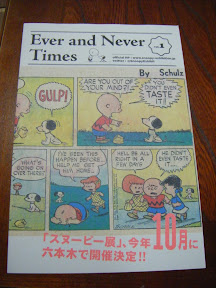 Ever and Never
Times
No.1
By Schulz
GULP!
ARE YOU OUT OF
YOUR MIND?!
YOU
DIDN'T EVEN
TASTE
IT!
WHAT'S
GOING ON
OVER THERE?
I'VE SEEN THIS
HAPPEN BEFORE..
HELP ME GET
HIM HOME..
HE'LL BE ALL
RIGHT IN A
FEW DAYS
HE DIDN'T
EVEN TASTE
IT...
「スヌーピー展」、今年10月に
六本木で開催決定!!